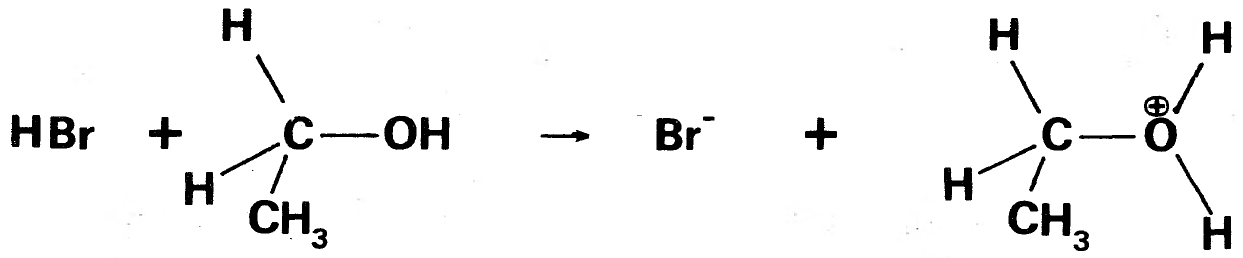 H H H
HBr + C—OH → Br⁻ + C—O⊕
H CH₃ H CH₃ H